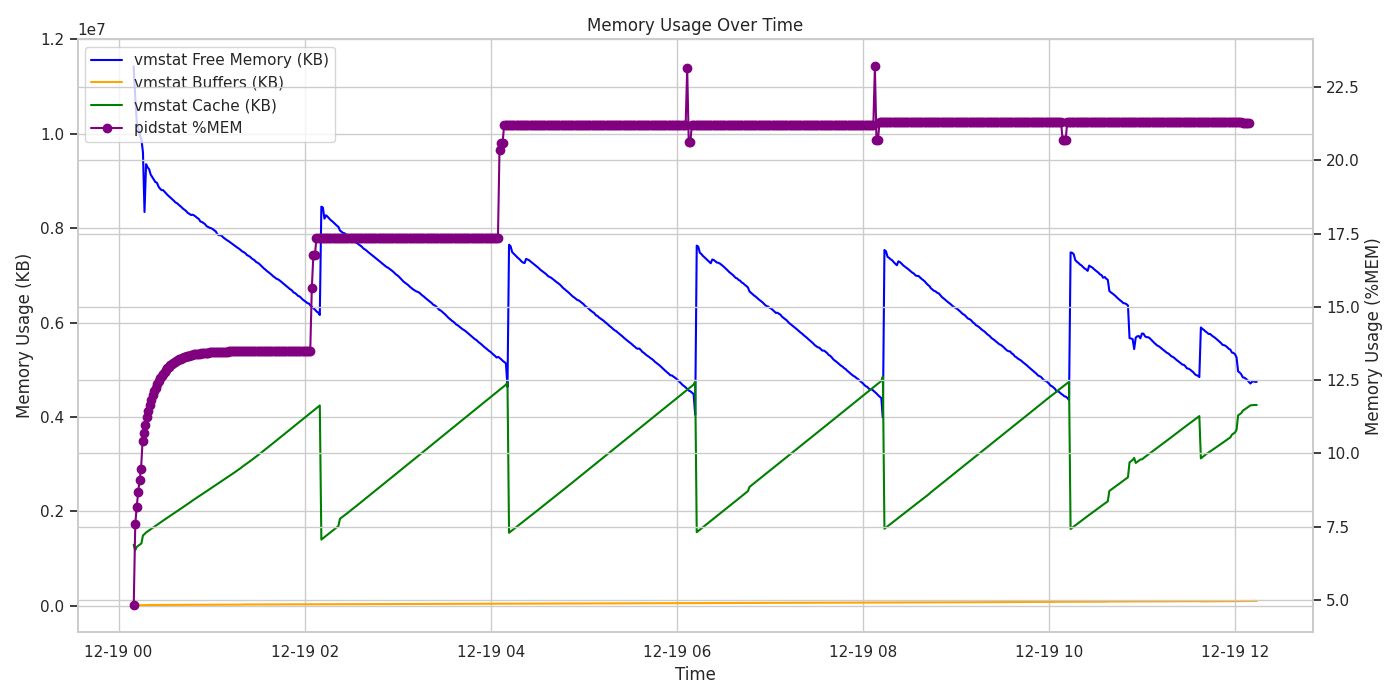 Memory Usage Over Time
1e7
vmstat Free Memory (KB)
vmstat Buffers (KB)
vmstat Cache (KB)
pidstat %MEM
1.2
1.0
0.8
0.6
0.4
0.2
0.0
Memory Usage (KB)
22.5
20.0
17.5
15.0
12.5
10.0
7.5
5.0
Memory Usage (%MEM)
12-19 00
12-19 02
12-19 04
12-19 06
12-19 08
12-19 10
12-19 12
Time